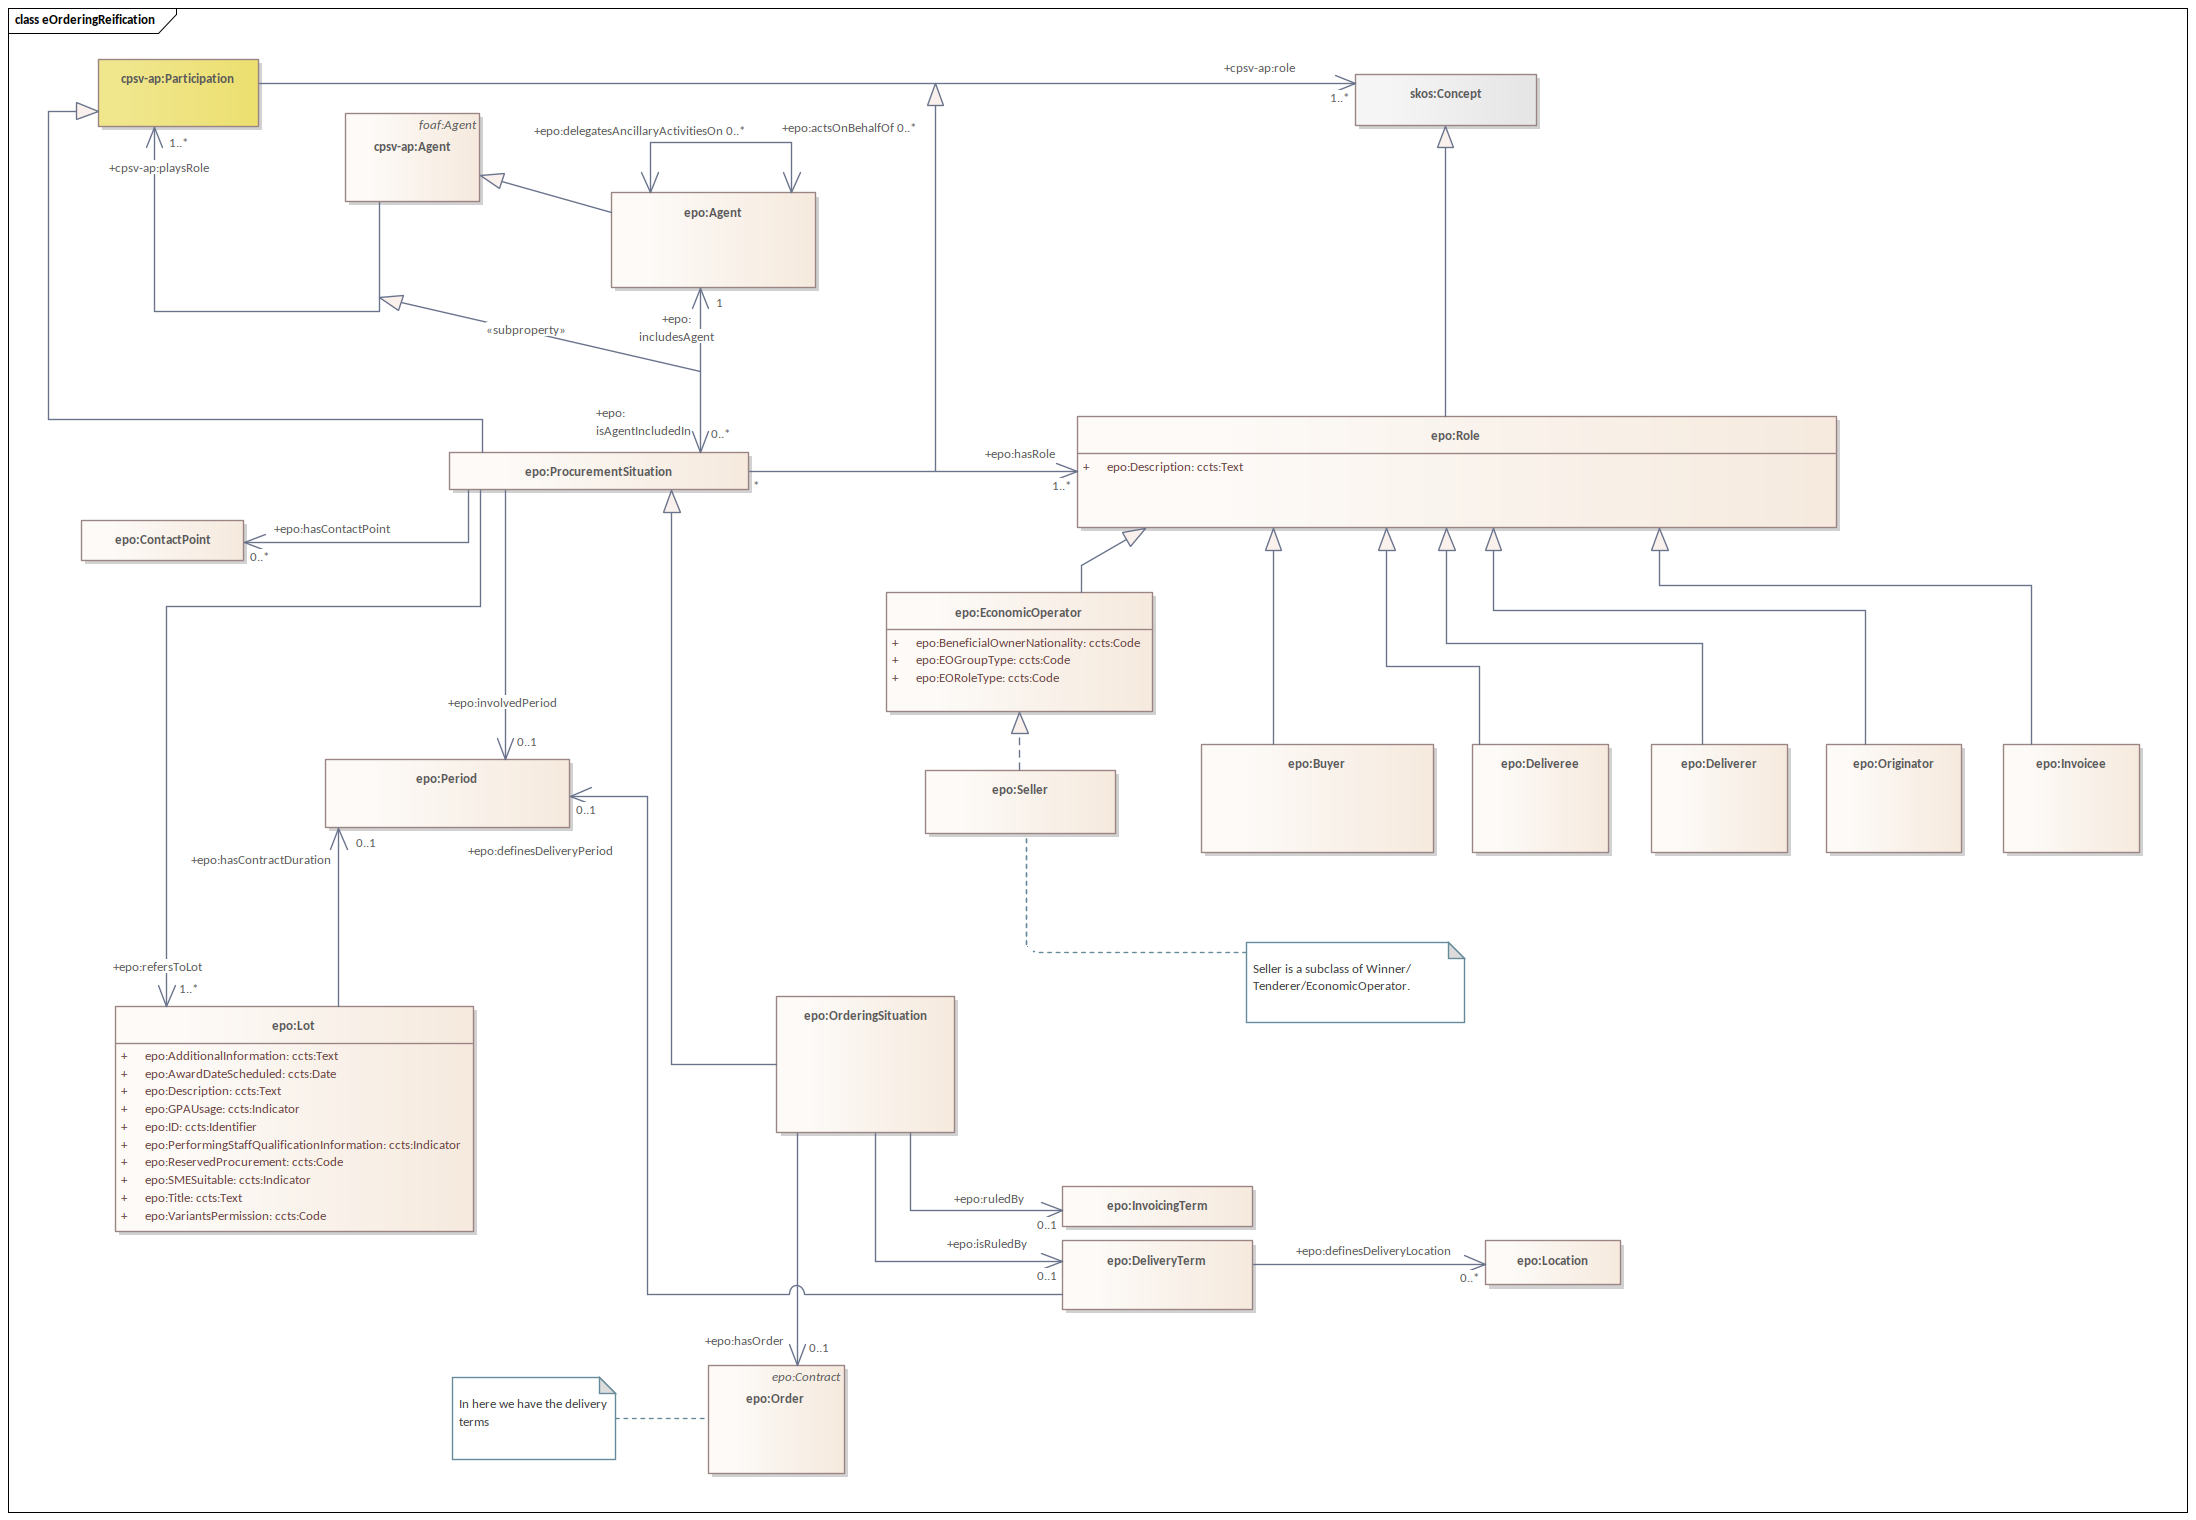 class eOrderingReification
cpsv-ap:Participation
+cpsv-ap:role
1..*
skos:Concept
foaf:Agent
cpsv-ap:Agent
+epo:delegatesAncillaryActivitiesOn 0..*
+epo:actsOnBehalfOf 0..*
1..*
+cpsv-ap:playsRole
epo:Agent
«subproperty»
1
+epo:
includesAgent
+epo:
isAgentIncludedIn
0..*
epo:ProcurementSituation
*
+epo:hasRole
1..*
epo:Role
+ epo:Description: ccts:Text
epo:ContactPoint
+epo:hasContactPoint
0..*
epo:EconomicOperator
+ epo:BeneficialOwnerNationality: ccts:Code
+ epo:EOGroupType: ccts:Code
+ epo:EORoleType: ccts:Code
+epo:involvedPeriod
0..1
epo:Period
0..1
epo:Seller
epo:Buyer
epo:Deliveree
epo:Deliverer
epo:Originator
epo:Invoicee
0..1
+epo:hasContractDuration
+epo:definesDeliveryPeriod
+epo:refersToLot
1..*
Seller is a subclass of Winner/
Tenderer/EconomicOperator.
epo:Lot
+ epo:AdditionalInformation: ccts:Text
+ epo:AwardDateScheduled: ccts:Date
+ epo:Description: ccts:Text
+ epo:GPAUsage: ccts:Indicator
+ epo:ID: ccts:Identifier
+ epo:PerformingStaffQualificationInformation: ccts:Indicator
+ epo:ReservedProcurement: ccts:Code
+ epo:SMESuitable: ccts:Indicator
+ epo:Title: ccts:Text
+ epo:VariantsPermission: ccts:Code
epo:OrderingSituation
+epo:ruledBy
0..1
epo:InvoicingTerm
+epo:isRuledBy
0..1
epo:DeliveryTerm
+epo:definesDeliveryLocation
0..*
epo:Location
+epo:hasOrder
0..1
epo:Contract
epo:Order
In here we have the delivery
terms